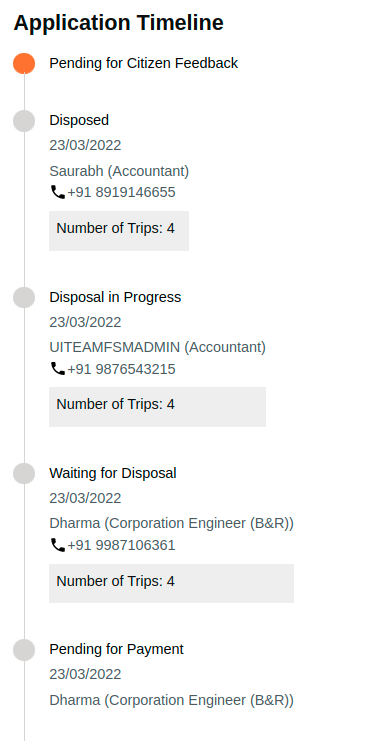 Application Timeline
Pending for Citizen Feedback
Disposed
23/03/2022
Saurabh (Accountant)
+91 8919146655
Number of Trips: 4
Disposal in Progress
23/03/2022
UITEAMFSMADMIN (Accountant)
+91 9876543215
Number of Trips: 4
Waiting for Disposal
23/03/2022
Dharma (Corporation Engineer (B&R))
+91 9987106361
Number of Trips: 4
Pending for Payment
23/03/2022
Dharma (Corporation Engineer (B&R))